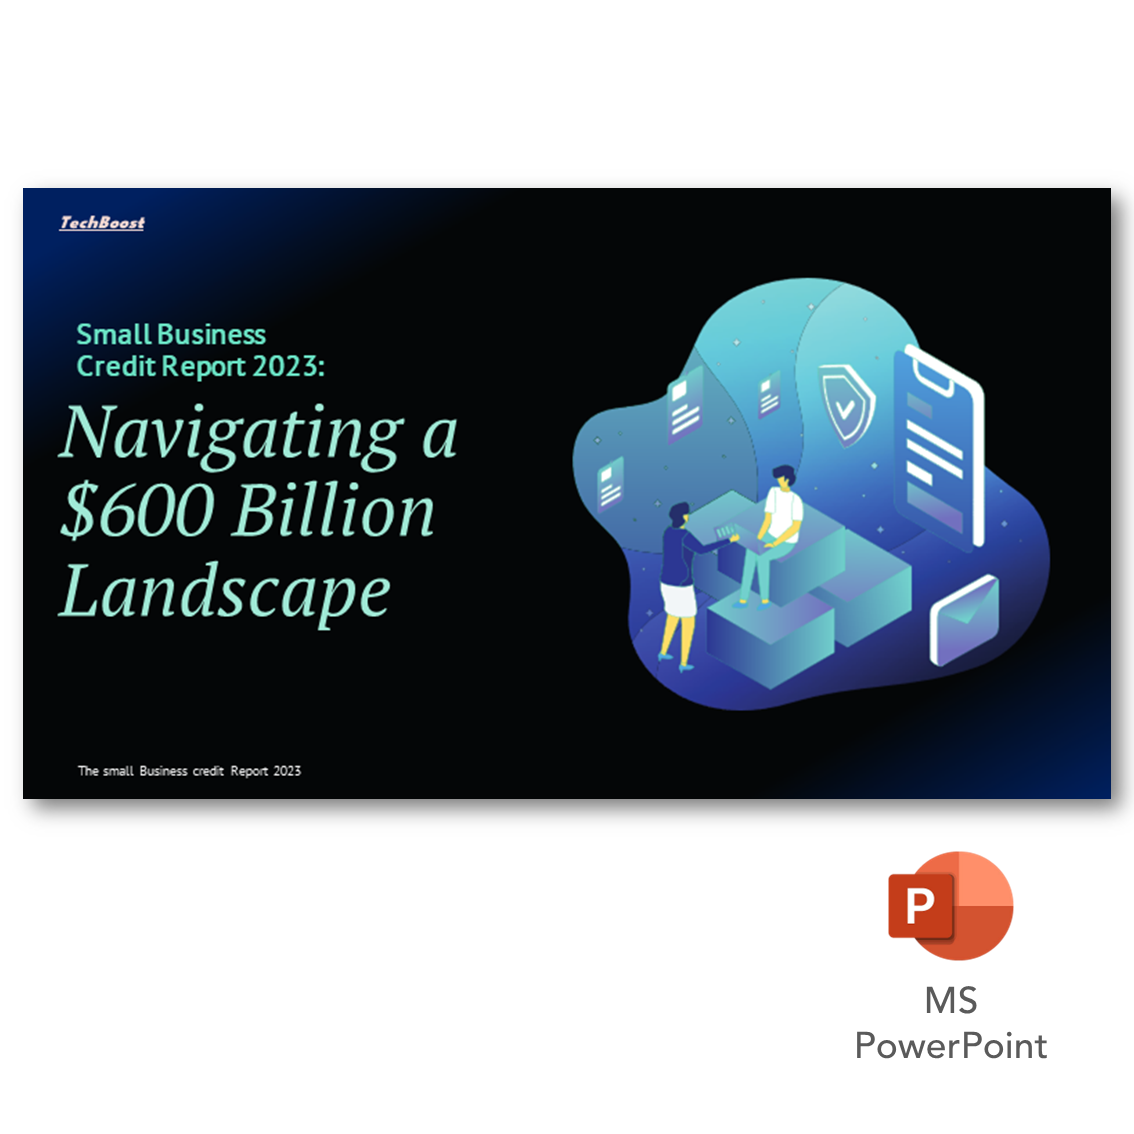 TechBoost
Small Business
Credit Report 2023:
Navigating a
$600 Billion
Landscape
The small Business credit Report 2023
P
MS
PowerPoint